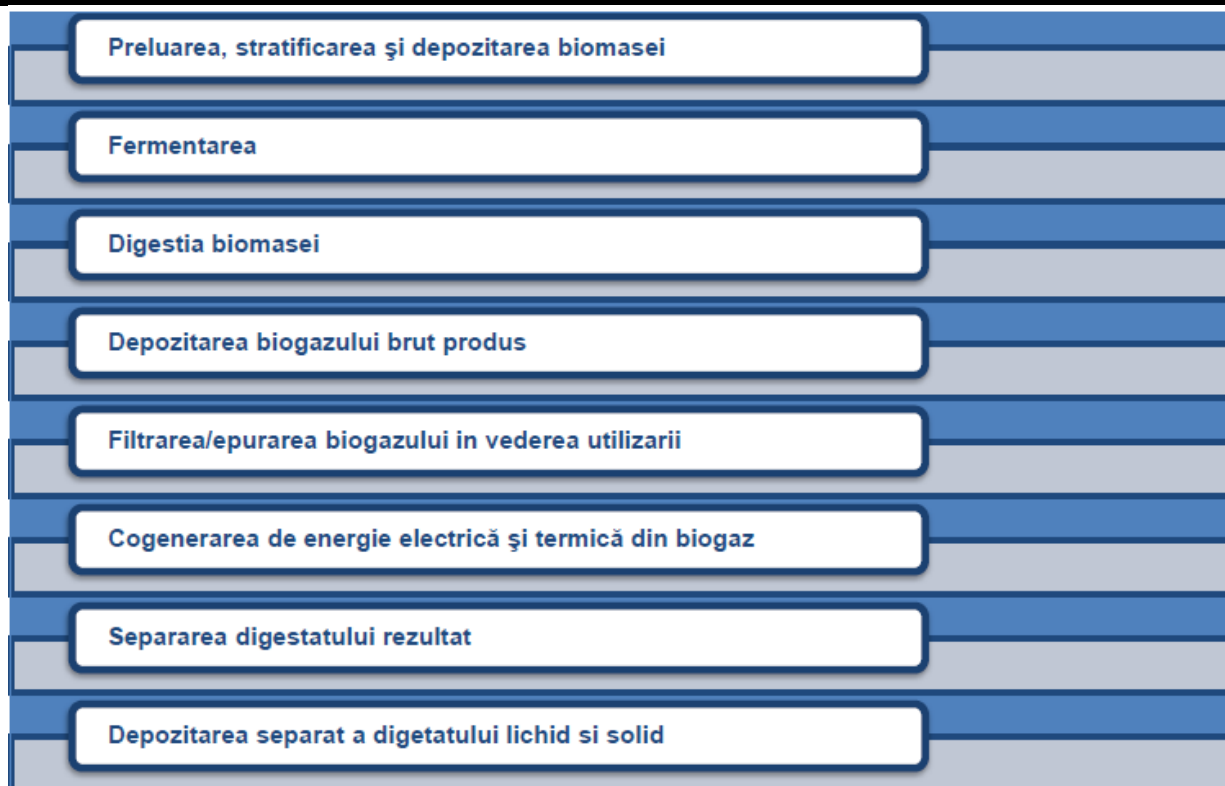 Preluarea, stratificarea şi depozitarea biomasei
Fermentarea
Digestia biomasei
Depozitarea biogazului brut produs
Filtrarea/epurarea biogazului in vederea utilizarii
Cogenerarea de energie electrică şi termică din biogaz
Separarea digestatului rezultat
Depozitarea separat a digetatului lichid si solid